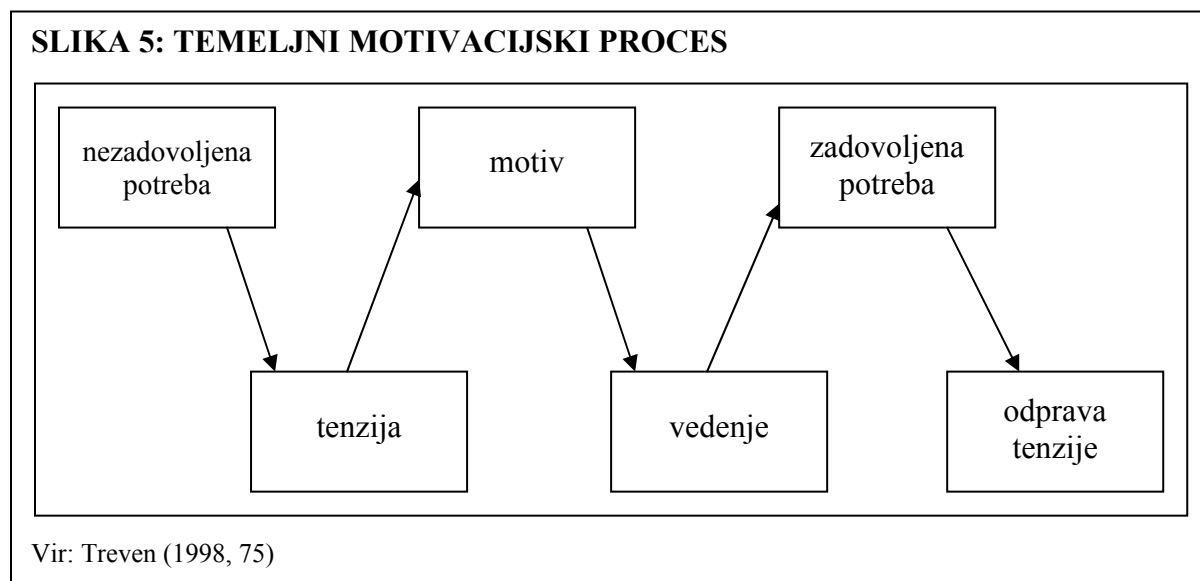 SLIKA 5: TEMELJNI MOTIVACIJSKI PROCES
nezadovoljena
potreba
tenzija
motiv
vedenje
zadovoljena
potreba
odprava
tenzije
Vir: Treven (1998, 75)